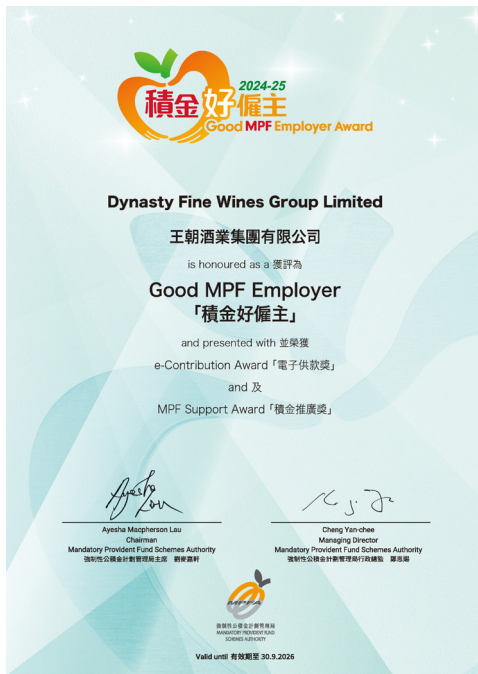 2024-25
積金好僱主
Good MPF Employer Award
Dynasty Fine Wines Group Limited
王朝酒業集團有限公司
is honoured as a 獲評為
Good MPF Employer
「積金好僱主」
and presented with 並榮獲
e-Contribution Award「電子供款獎」
and 及
MPF Support Award「積金推廣獎」
Ayesha Macpherson Lau
Chairman
Mandatory Provident Fund Schemes Authority
強制性公積金計劃管理局主席 劉麥嘉軒
Cheng Yan-chee
Managing Director
Mandatory Provident Fund Schemes Authority
強制性公積金計劃管理局行政總監 鄭恩賜
MPFA
強制性公積金計劃管理局
MANDATORY PROVIDENT FUND
SCHEMES AUTHORITY
Valid until 有效期至 30.9.2026